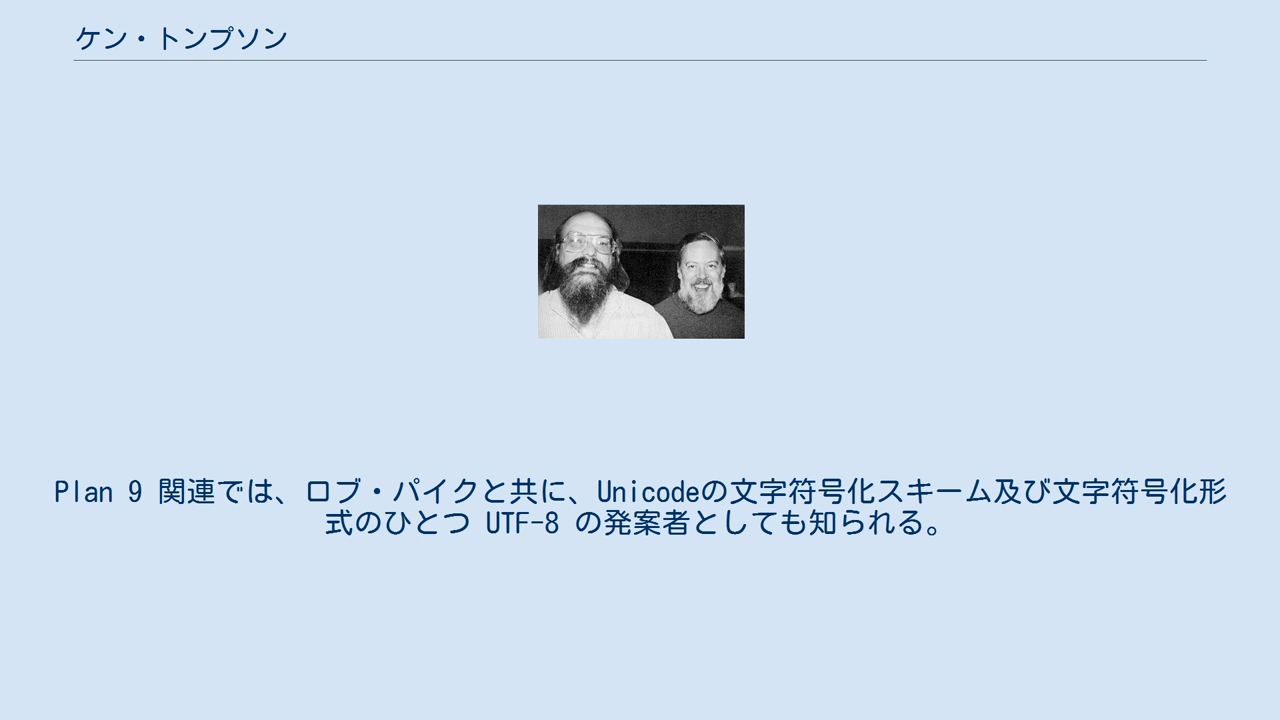 ケン・トンプソン
Plan 9 関連では、ロブ・パイクと共に、Unicodeの文字符号化スキーム及び文字符号化形
式のひとつ UTF-8 の発案者としても知られる。